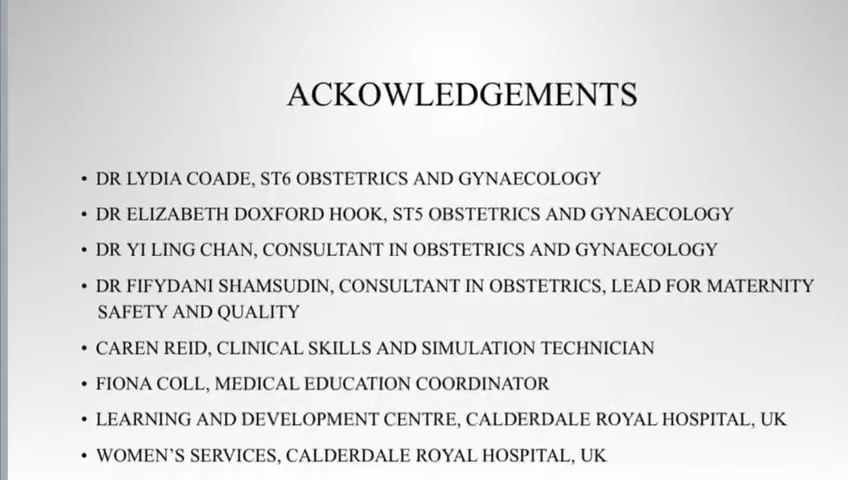 ACKOWLEDGEMENTS
• DR LYDIA COADE, ST6 OBSTETRICS AND GYNAECOLOGY
• DR ELIZABETH DOXFORD HOOK, ST5 OBSTETRICS AND GYNAECOLOGY
• DR YI LING CHAN, CONSULTANT IN OBSTETRICS AND GYNAECOLOGY
• DR FIFYDANI SHAMSUDIN, CONSULTANT IN OBSTETRICS, LEAD FOR MATERNITY
SAFETY AND QUALITY
• CAREN REID, CLINICAL SKILLS AND SIMULATION TECHNICIAN
• FIONA COLL, MEDICAL EDUCATION COORDINATOR
• LEARNING AND DEVELOPMENT CENTRE, CALDERDALE ROYAL HOSPITAL, UK
• WOMEN’S SERVICES, CALDERDALE ROYAL HOSPITAL, UK